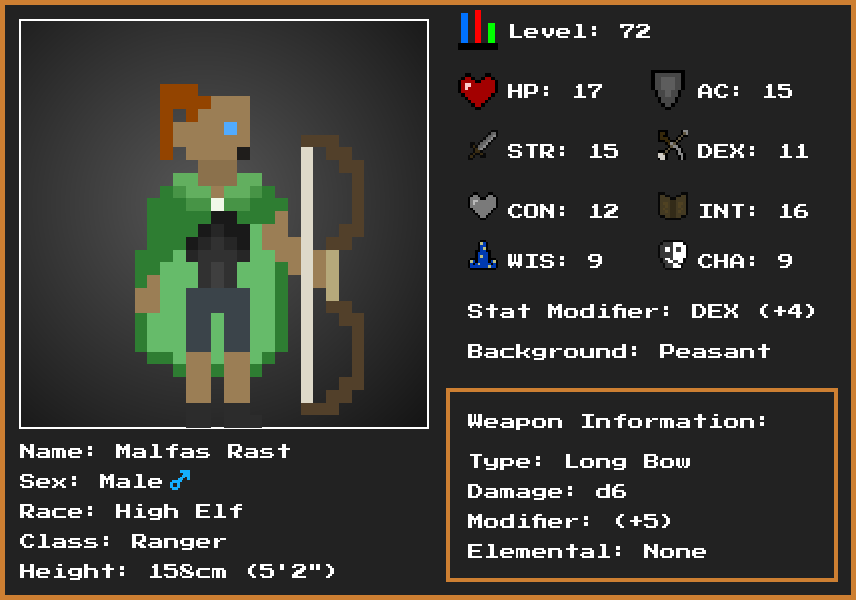 Level: 72
HP: 17
AC: 15
STR: 15
DEX: 11
CON: 12
INT: 16
WIS: 9
CHA: 9
Stat Modifier: DEX (+4)
Background: Peasant
Name: Malfas Rast
Sex: Male ♂
Race: High Elf
Class: Ranger
Height: 158cm (5'2")
Weapon Information:
Type: Long Bow
Damage: d6
Modifier: (+5)
Elemental: None